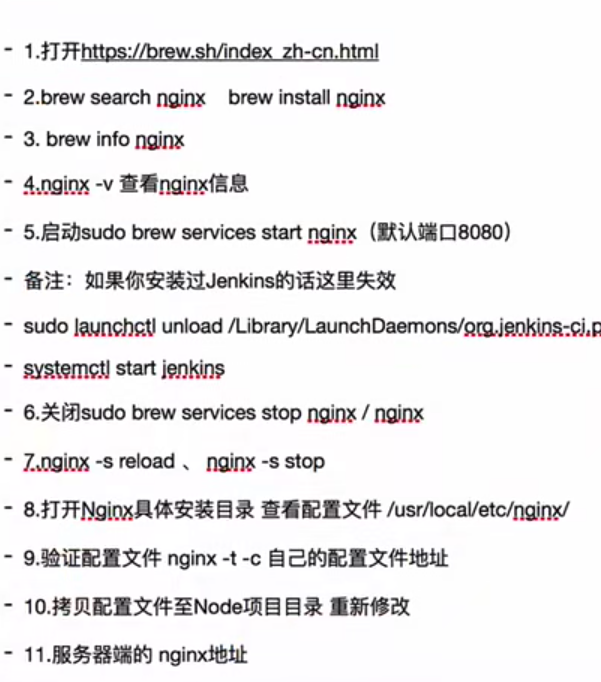 - 1.打开https://brew.sh/index_zh-cn.html
- 2.brew search nginx brew install nginx
- 3. brew info nginx
- 4.nginx -v 查看nginx信息
- 5.启动sudo brew services start nginx（默认端口8080）
- 备注：如果你安装过Jenkins的话这里失效
- sudo launchctl unload /Library/LaunchDaemons/org.jenkins-ci.p
- systemctl start jenkins
- 6.关闭sudo brew services stop nginx / nginx
- 7.nginx -s reload 、 nginx -s stop
- 8.打开Nginx具体安装目录 查看配置文件 /usr/local/etc/nginx/
- 9.验证配置文件 nginx -t -c 自己的配置文件地址
- 10.拷贝配置文件至Node项目目录 重新修改
- 11.服务器端的 nginx地址